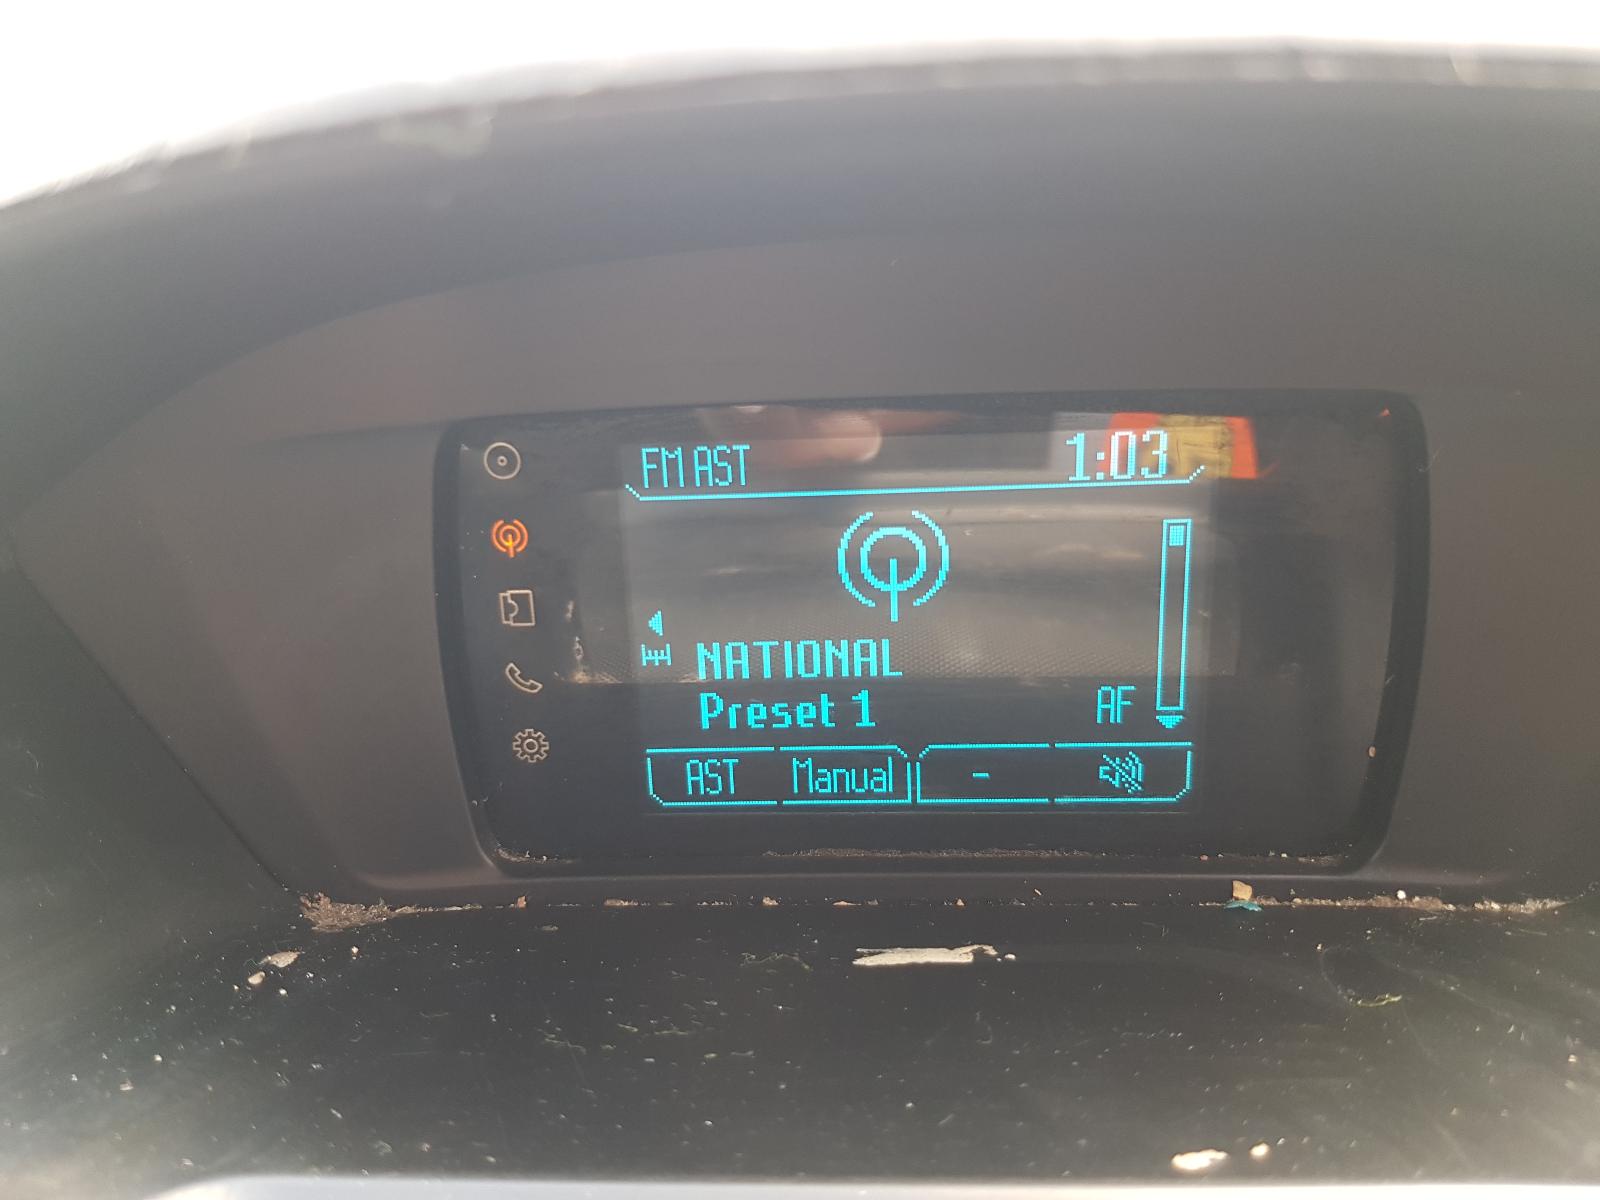 FM AST 1:03
NATIONAL
Preset 1 AF
AST Manual -